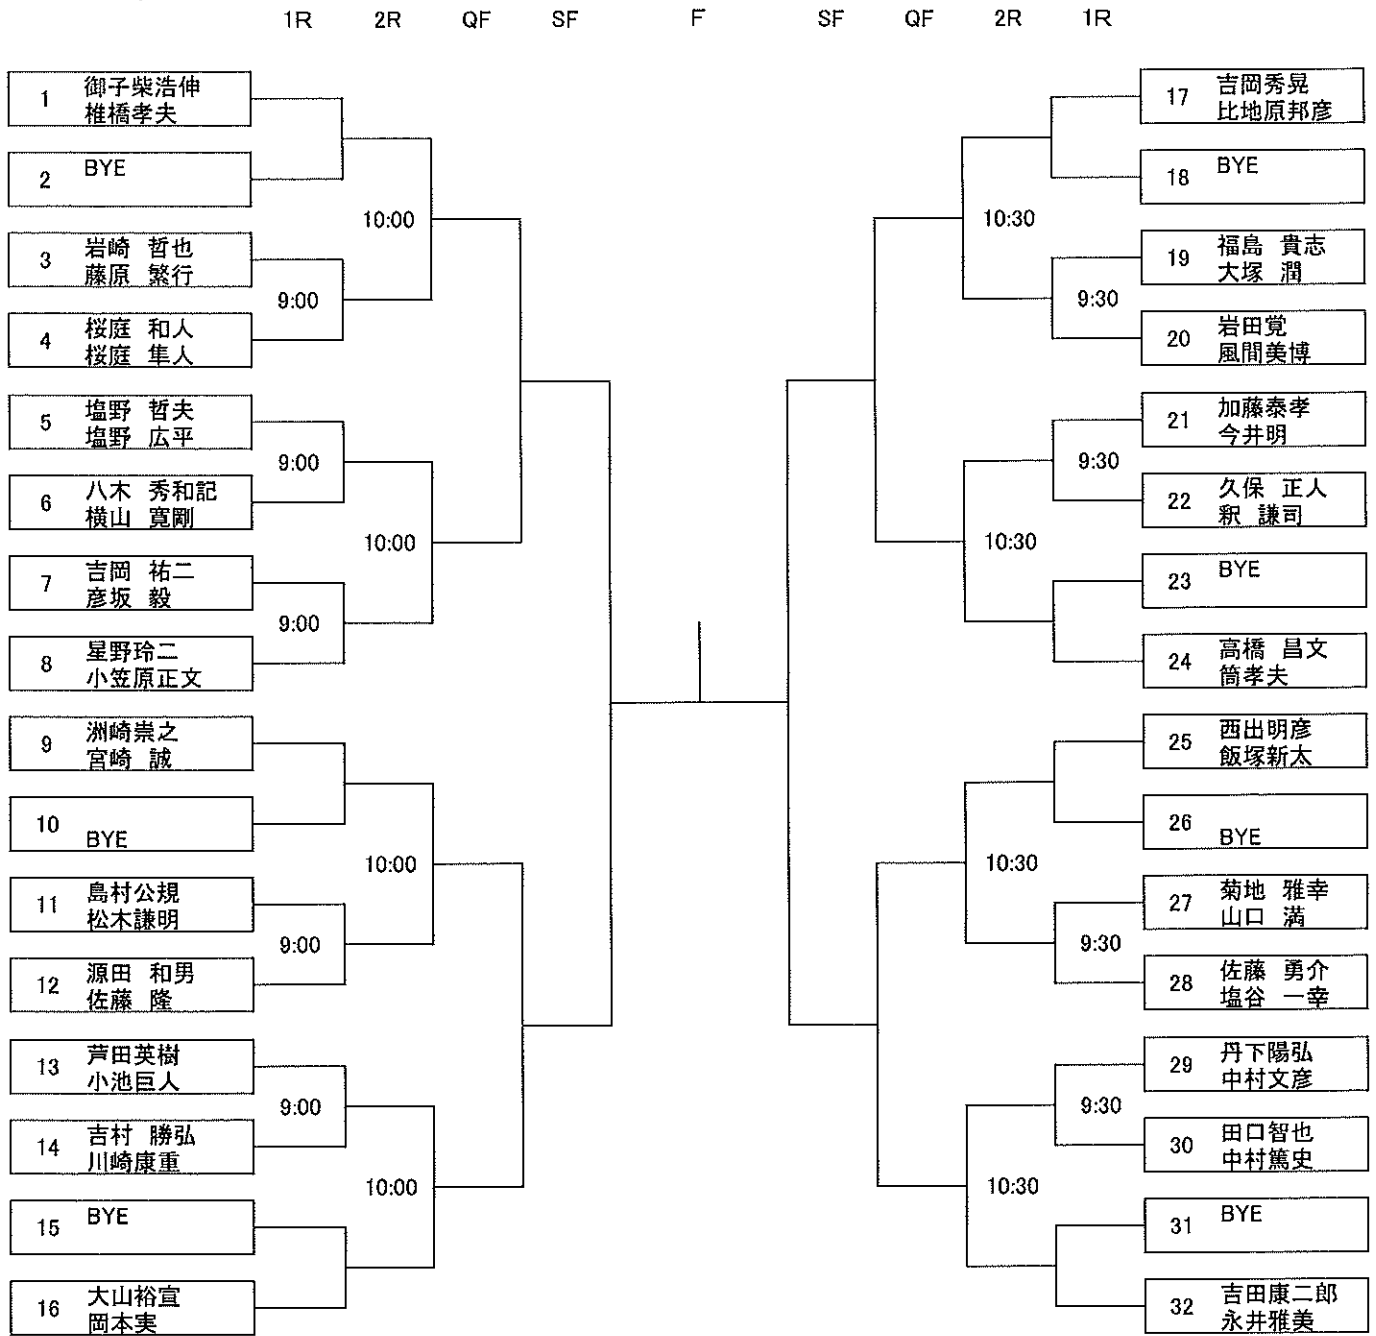 1R 2R QF SF F SF QF 2R 1R
1 御子柴浩伸
椎橋孝夫
2 BYE
10:00
3 岩崎 哲也
藤原 繁行
9:00
4 桜庭 和人
桜庭 隼人
5 塩野 哲夫
塩野 広平
9:00
6 八木 秀和記
横山 寛剛
10:00
7 吉岡 祐二
彦坂 毅
9:00
8 星野玲二
小笠原正文
9 洲崎崇之
宮崎 誠
10 BYE
10:00
11 島村公規
松木謙明
9:00
12 源田 和男
佐藤 隆
13 芦田英樹
小池巨人
9:00
14 吉村 勝弘
川崎康重
10:00
15 BYE
16 大山裕宣
岡本実
17 吉岡秀晃
比地原邦彦
18 BYE
10:30
19 福島 貴志
大塚 潤
9:30
20 岩田覚
風間美博
21 加藤泰孝
今井明
9:30
22 久保 正人
釈 謙司
10:30
23 BYE
24 高橋 昌文
筒孝夫
25 西出明彦
飯塚新太
26 BYE
10:30
27 菊地 雅幸
山口 満
9:30
28 佐藤 勇介
塩谷 一幸
29 丹下陽弘
中村文彦
9:30
30 田口智也
中村篤史
10:30
31 BYE
32 吉田康二郎
永井雅美